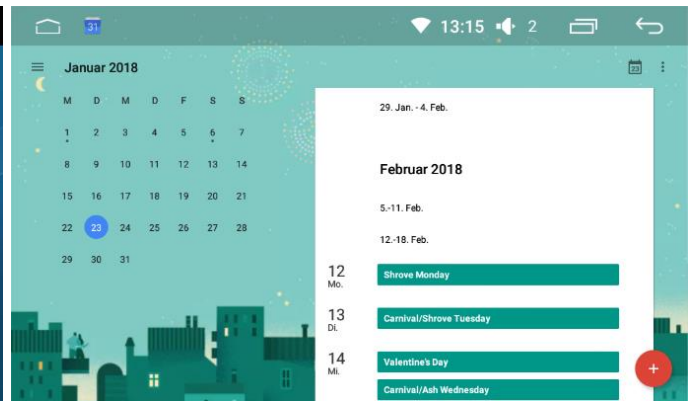 31
13:15
2
Januar 2018
23
M D M D F S S
1 2 3 4 5 6 7
8 9 10 11 12 13 14
15 16 17 18 19 20 21
22 23 24 25 26 27 28
29 30 31
29. Jan. - 4. Feb.
Februar 2018
5.-11. Feb.
12.-18. Feb.
12 Shrove Monday
Mo.
13 Carnival/Shrove Tuesday
Di.
14 Valentine's Day
Mi.
Carnival/Ash Wednesday